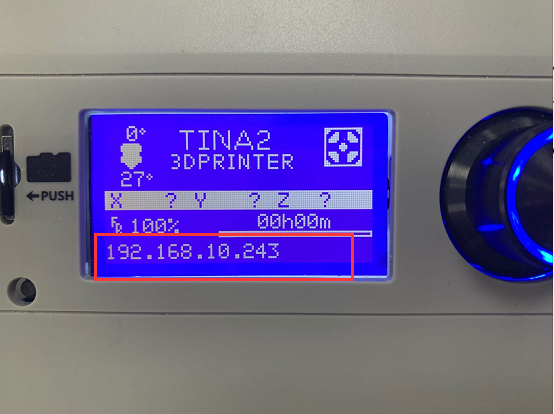 0°
TINA2
3DPRINTER
27°
X ? Y ? Z ?
100% 00h00m
192.168.10.243
←PUSH